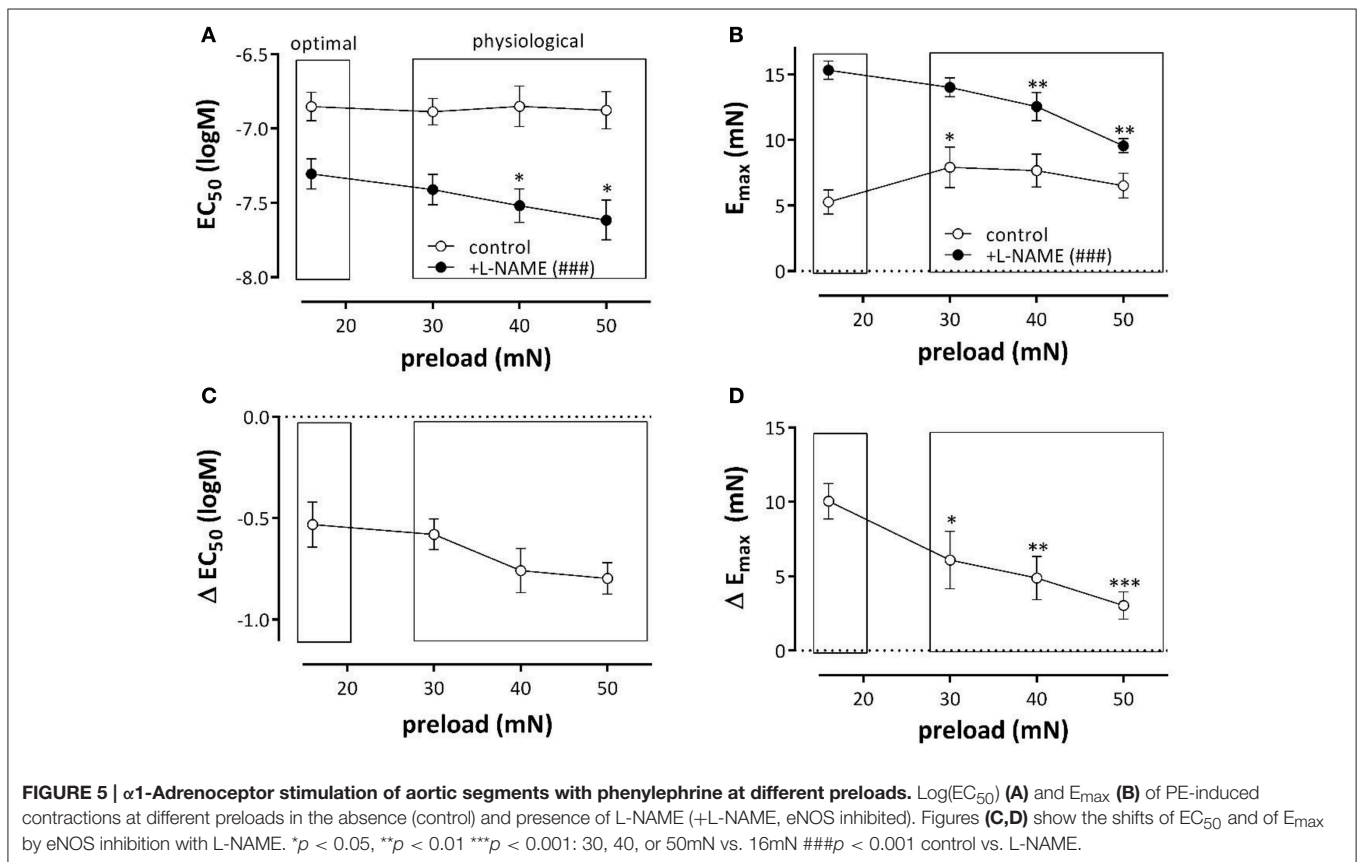 A
optimal
physiological
-6.5
-7.0
-7.5
-8.0
EC50 (logM)
*
*
control
+L-NAME (###)
20
30
40
50
preload (mN)
B
15
10
5
0
Emax (mN)
*
**
**
control
+L-NAME (###)
20
30
40
50
preload (mN)
C
0.0
-0.5
-1.0
Δ EC50 (logM)
20
30
40
50
preload (mN)
D
15
10
5
0
Δ Emax (mN)
*
**
***
20
30
40
50
preload (mN)
FIGURE 5 | α1-Adrenoceptor stimulation of aortic segments with phenylephrine at different preloads. Log(EC50) (A) and Emax (B) of PE-induced
contractions at different preloads in the absence (control) and presence of L-NAME (+L-NAME, eNOS inhibited). Figures (C,D) show the shifts of EC50 and of Emax
by eNOS inhibition with L-NAME. *p < 0.05, **p < 0.01 ***p < 0.001: 30, 40, or 50mN vs. 16mN ###p < 0.001 control vs. L-NAME.